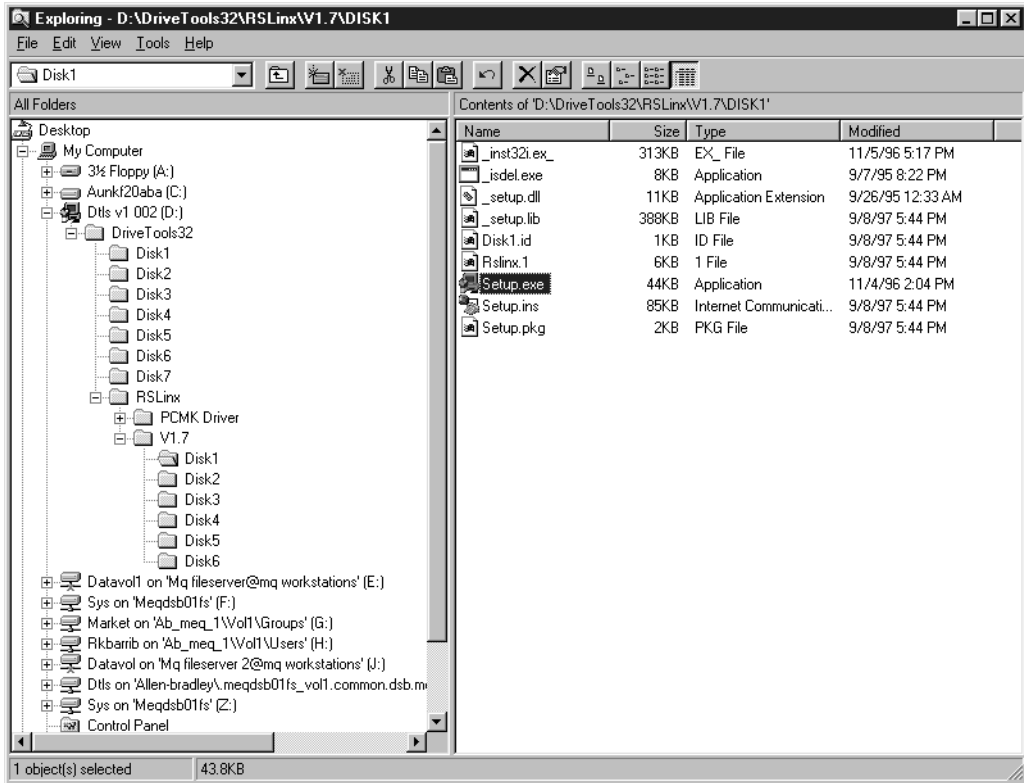 Exploring - D:\DriveTools32\RSLinx\V1.7\DISK1
File Edit View Tools Help
Disk1
All Folders
Contents of 'D:\DriveTools32\RSLinx\V1.7\DISK1'
Desktop
My Computer
3½ Floppy (A:)
Aunkf20aba (C:)
Dtls v1 002 (D:)
DriveTools32
Disk1
Disk2
Disk3
Disk4
Disk5
Disk6
Disk7
RSLinx
PCMK Driver
V1.7
Disk1
Disk2
Disk3
Disk4
Disk5
Disk6
Datavol1 on 'Mq fileserver@mq workstations' (E:)
Sys on 'Meqdsb01fs' (F:)
Market on 'Ab_meq_1\Vol1\Groups' (G:)
Rkbarrib on 'Ab_meq_1\Vol1\Users' (H:)
Datavol on 'Mq fileserver 2@mq workstations' (J:)
Dtls on 'Allen-bradley\.meqdsb01fs_vol1.common.dsb.m
Sys on 'Meqdsb01fs' (Z:)
Control Panel
Name Size Type Modified
_inst32i.ex_ 313KB EX_ File 11/5/96 5:17 PM
_isdel.exe 8KB Application 9/7/95 8:22 PM
_setup.dll 11KB Application Extension 9/26/95 12:33 AM
_setup.lib 388KB LIB File 9/8/97 5:44 PM
Disk1.id 1KB ID File 9/8/97 5:44 PM
Rslinx.1 6KB 1 File 9/8/97 5:44 PM
Setup.exe 44KB Application 11/4/96 2:04 PM
Setup.ins 85KB Internet Communicati... 9/8/97 5:44 PM
Setup.pkg 2KB PKG File 9/8/97 5:44 PM
1 object(s) selected 43.8KB